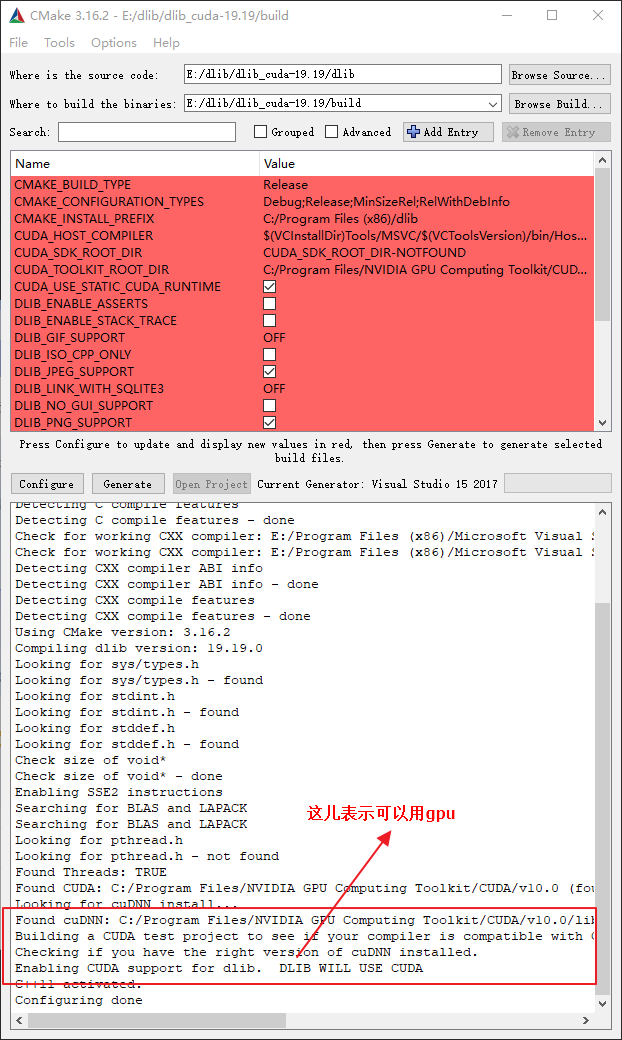 CMake 3.16.2 - E:/dlib/dlib_cuda-19.19/build
File Tools Options Help
Where is the source code: E:/dlib/dlib_cuda-19.19/dlib Browse Source...
Where to build the binaries: E:/dlib/dlib_cuda-19.19/build Browse Build...
Search: Grouped Advanced Add Entry Remove Entry
Name Value
CMAKE_BUILD_TYPE Release
CMAKE_CONFIGURATION_TYPES Debug;Release;MinSizeRel;RelWithDebInfo
CMAKE_INSTALL_PREFIX C:/Program Files (x86)/dlib
CUDA_HOST_COMPILER $(VCInstallDir)Tools/MSVC/$(VCToolsVersion)/bin/Hos...
CUDA_SDK_ROOT_DIR CUDA_SDK_ROOT_DIR-NOTFOUND
CUDA_TOOLKIT_ROOT_DIR C:/Program Files/NVIDIA GPU Computing Toolkit/CUD...
CUDA_USE_STATIC_CUDA_RUNTIME
DLIB_ENABLE_ASSERTS
DLIB_ENABLE_STACK_TRACE
DLIB_GIF_SUPPORT OFF
DLIB_ISO_CPP_ONLY
DLIB_JPEG_SUPPORT
DLIB_LINK_WITH_SQLITE3 OFF
DLIB_NO_GUI_SUPPORT
DLIB_PNG_SUPPORT
Press Configure to update and display new values in red, then press Generate to generate selected
build files.
Configure Generate Open Project Current Generator: Visual Studio 15 2017
Detecting C compile features
Detecting C compile features - done
Check for working CXX compiler: E:/Program Files (x86)/Microsoft Visual S
Check for working CXX compiler: E:/Program Files (x86)/Microsoft Visual S
Detecting CXX compiler ABI info
Detecting CXX compiler ABI info - done
Detecting CXX compile features
Detecting CXX compile features - done
Using CMake version: 3.16.2
Compiling dlib version: 19.19.0
Looking for sys/types.h
Looking for sys/types.h - found
Looking for stdint.h
Looking for stdint.h - found
Looking for stddef.h
Looking for stddef.h - found
Check size of void*
Check size of void* - done
Enabling SSE2 instructions
Searching for BLAS and LAPACK
Searching for BLAS and LAPACK
这儿表示可以用gpu
Looking for pthread.h
Looking for pthread.h - not found
Found Threads: TRUE
Found CUDA: C:/Program Files/NVIDIA GPU Computing Toolkit/CUDA/v10.0 (fou
Looking for cuDNN install...
Found cuDNN: C:/Program Files/NVIDIA GPU Computing Toolkit/CUDA/v10.0/lib
Building a CUDA test project to see if your compiler is compatible with C
Checking if you have the right version of cuDNN installed.
Enabling CUDA support for dlib. DLIB WILL USE CUDA
C++11 activated.
Configuring done